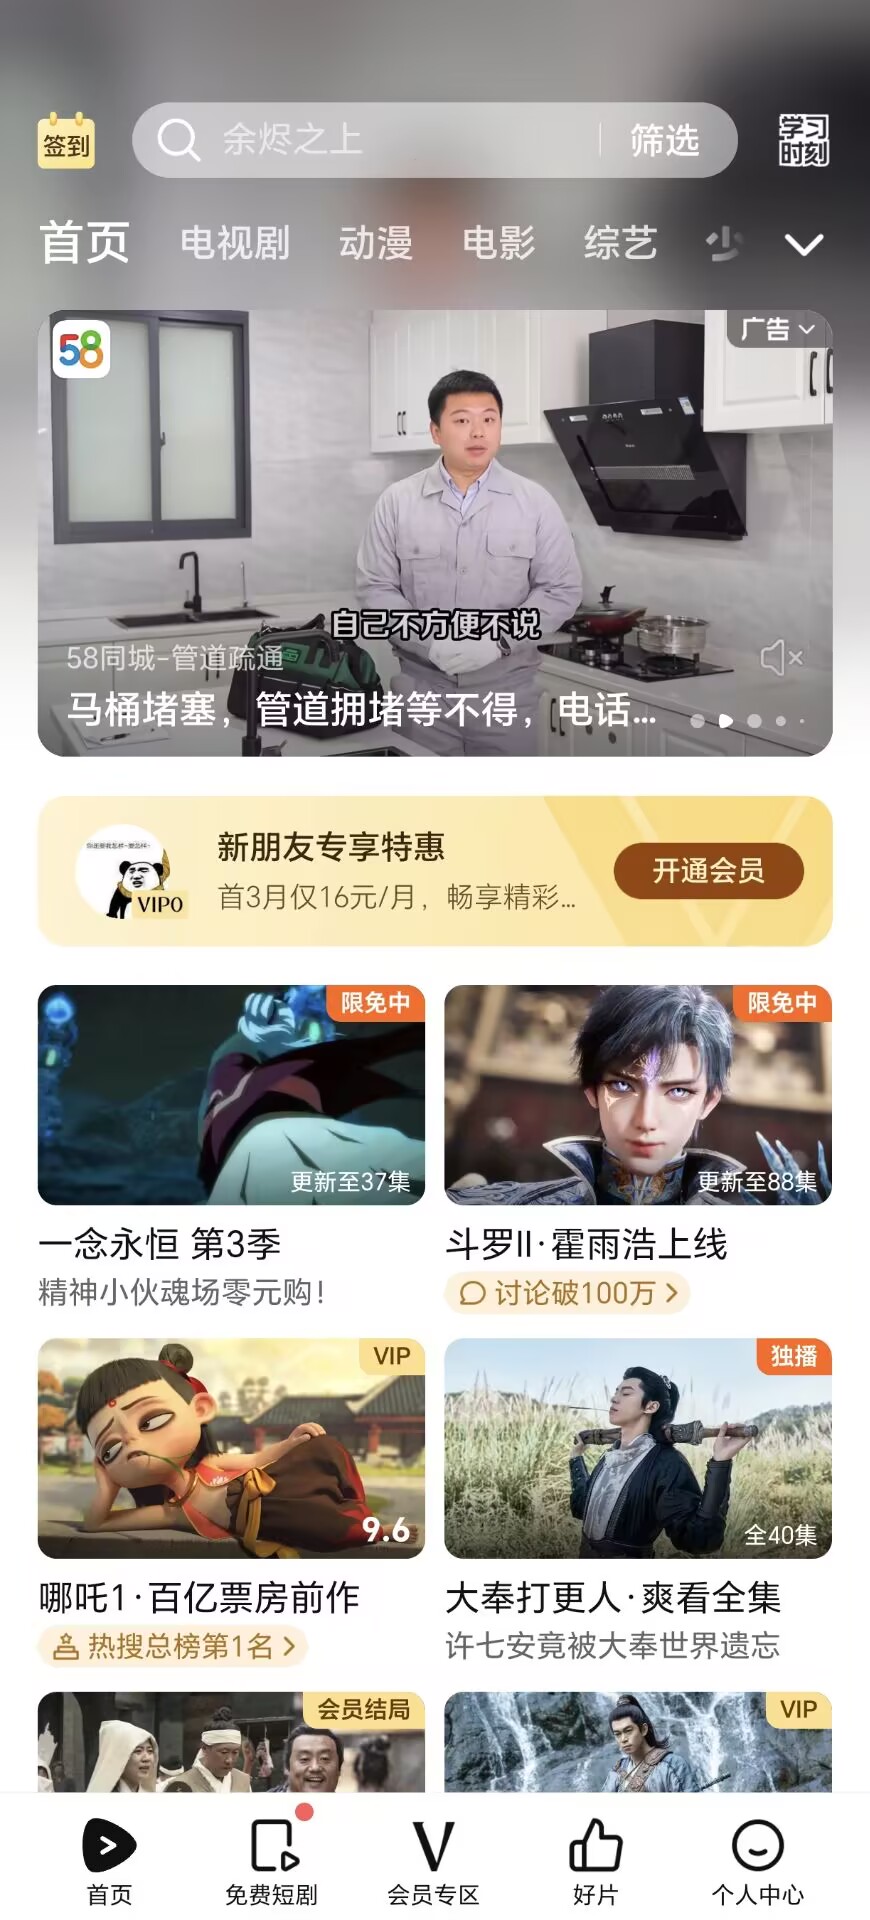 签到
余烬之上
筛选
学习
时刻
首页 电视剧 动漫 电影 综艺 少
58
广告
自己不方便不说
58同城-管道疏通
马桶堵塞，管道拥堵等不得，电话...
新朋友专享特惠
首3月仅16元/月，畅享精彩...
VIP0
开通会员
限免中
更新至37集
一念永恒 第3季
精神小伙魂场零元购！
限免中
更新至88集
斗罗II·霍雨浩上线
讨论破100万
VIP
9.6
哪吒1·百亿票房前作
热搜总榜第1名
独播
全40集
大奉打更人·爽看全集
许七安竟被大奉世界遗忘
会员结局
VIP
首页 免费短剧 会员专区 好片 个人中心